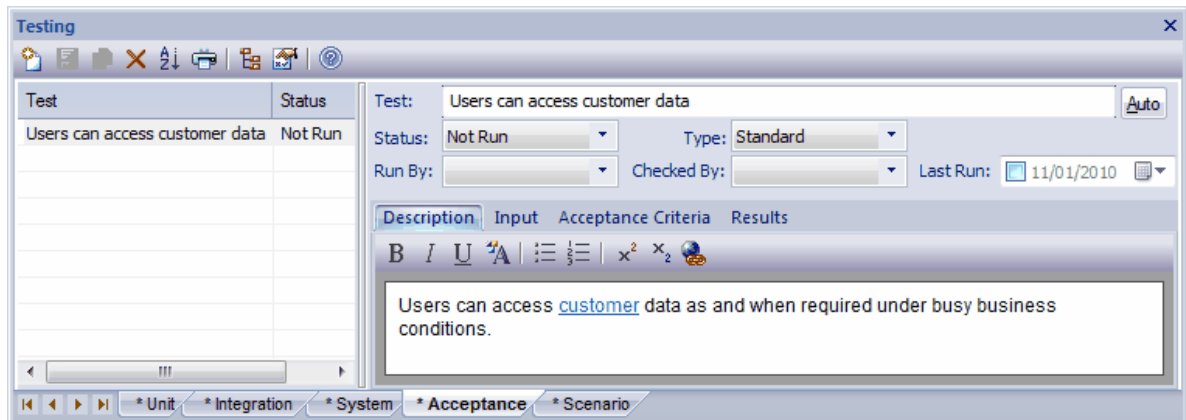 Testing
Test Status
Users can access customer data Not Run
Test: Users can access customer data Auto
Status: Not Run Type: Standard
Run By: Checked By: Last Run: 11/01/2010
Description Input Acceptance Criteria Results
B I U A x² x₂
Users can access customer data as and when required under busy business
conditions.
* Unit * Integration * System * Acceptance * Scenario